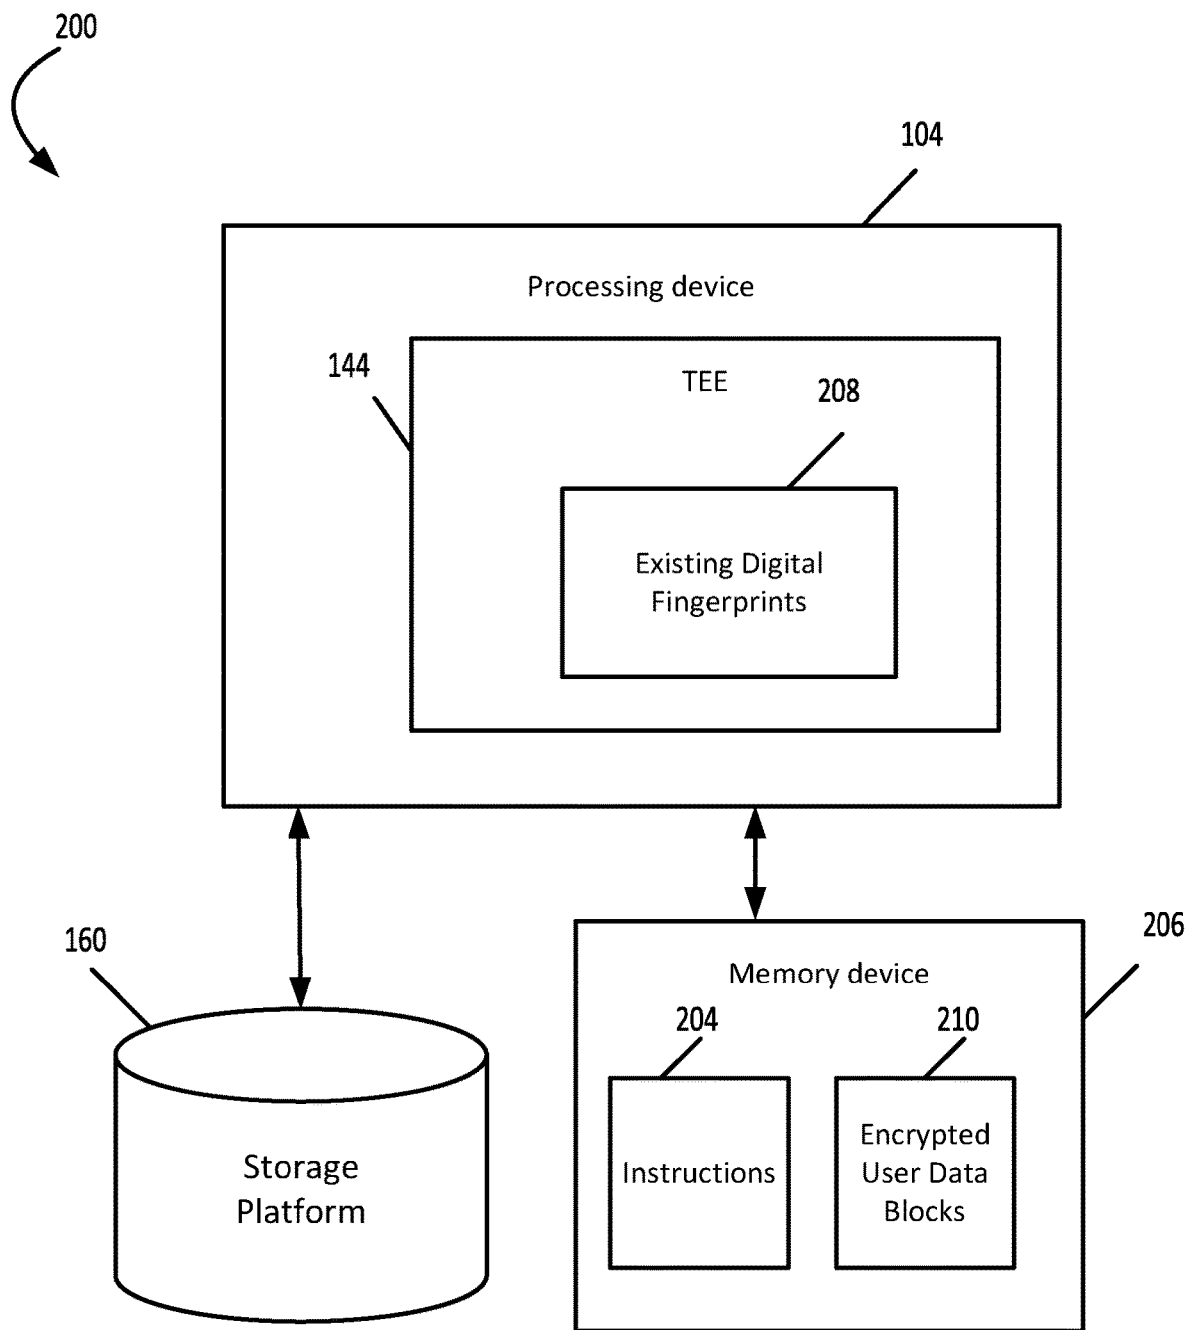 200
104
Processing device
144
TEE
208
Existing Digital
Fingerprints
160
206
Memory device
204
210
Storage
Platform
Instructions
Encrypted
User Data
Blocks